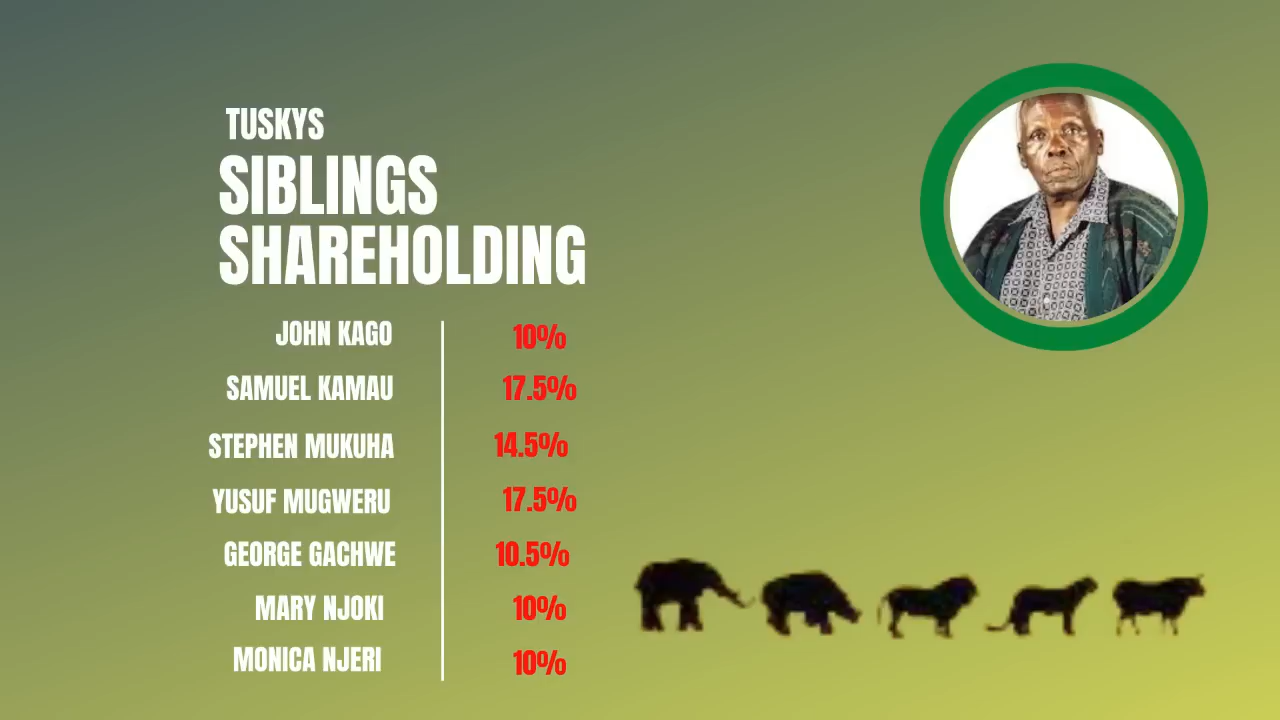 TUSKYS
SIBLINGS
SHAREHOLDING
JOHN KAGO 10%
SAMUEL KAMAU 17.5%
STEPHEN MUKUHA 14.5%
YUSUF MUGWERU 17.5%
GEORGE GACHWE 10.5%
MARY NJOKI 10%
MONICA NJERI 10%